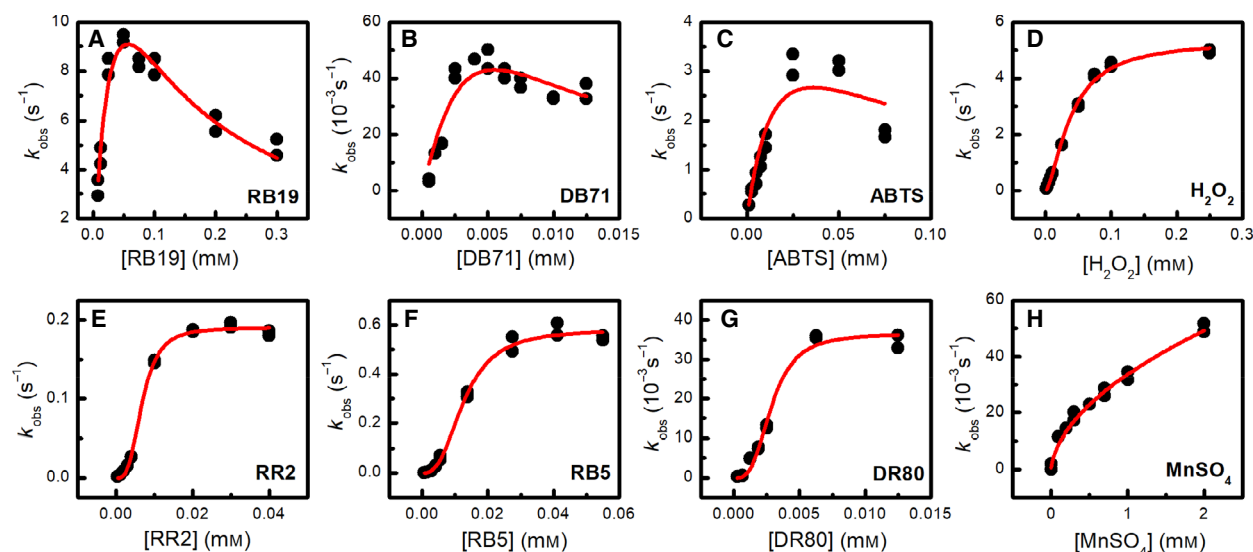 A
k_obs (s⁻¹)
10
8
6
4
2
0.0 0.1 0.2 0.3
RB19
[RB19] (mM)
B
k_obs (10⁻³ s⁻¹)
60
40
20
0
0.000 0.005 0.010 0.015
DB71
[DB71] (mM)
C
k_obs (s⁻¹)
4
3
2
1
0
0.00 0.05 0.10
ABTS
[ABTS] (mM)
D
k_obs (s⁻¹)
6
4
2
0
0.0 0.1 0.2 0.3
H₂O₂
[H₂O₂] (mM)
E
k_obs (s⁻¹)
0.2
0.1
0.0
0.00 0.02 0.04
RR2
[RR2] (mM)
F
k_obs (s⁻¹)
0.6
0.4
0.2
0.0
0.00 0.02 0.04
RB5
[RB5] (mM)
G
k_obs (10⁻³ s⁻¹)
40
30
20
10
0
0.000 0.005 0.010 0.015
DR80
[DR80] (mM)
H
k_obs (10⁻³ s⁻¹)
60
40
20
0
0 1 2
MnSO₄
[MnSO₄] (mM)